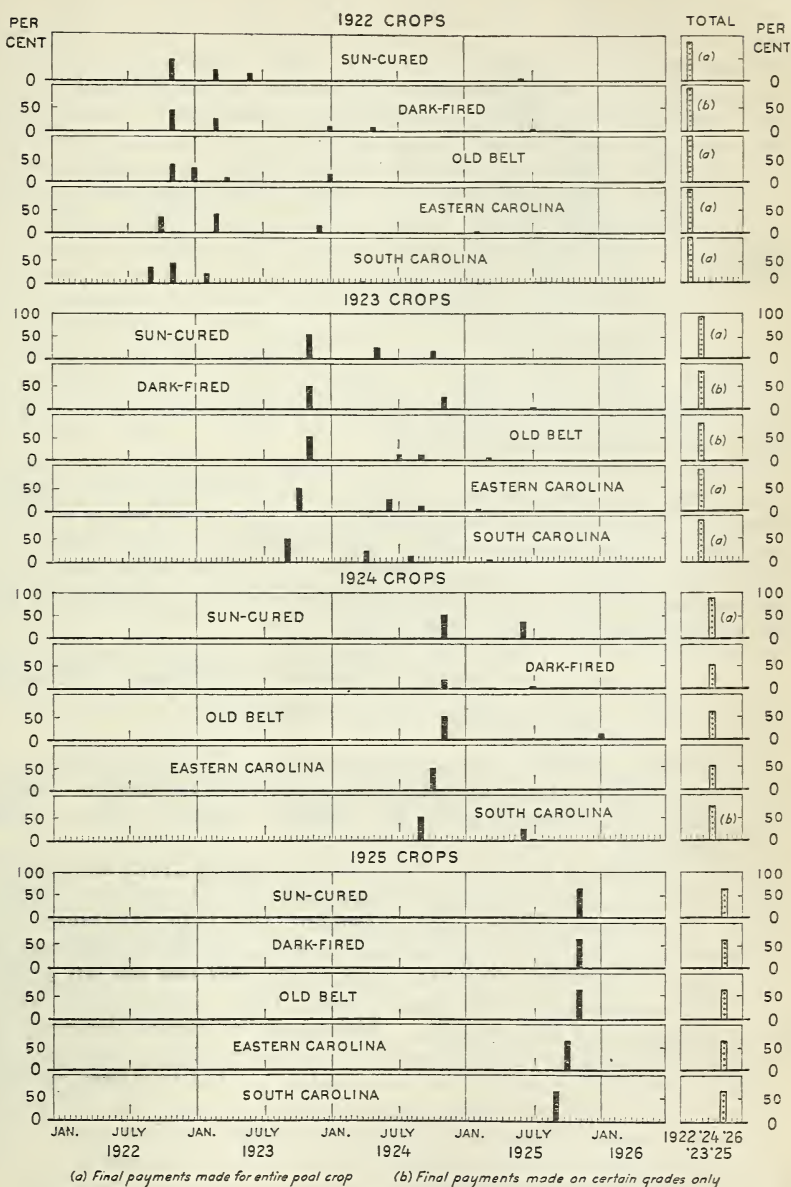 PER CENT 1922 CROPS TOTAL PER CENT
SUN-CURED (a)
0 0
50 DARK-FIRED (b) 50
0 0
50 OLD BELT (a) 50
0 0
50 EASTERN CAROLINA (a) 50
0 0
50 SOUTH CAROLINA (a) 50
0 0
1923 CROPS
100 100
50 SUN-CURED (a) 50
0 0
50 DARK-FIRED (b) 50
0 0
50 OLD BELT (b) 50
0 0
50 EASTERN CAROLINA (a) 50
0 0
50 SOUTH CAROLINA (a) 50
0 0
1924 CROPS
100 100
50 SUN-CURED (a) 50
0 0
50 DARK-FIRED 50
0 0
50 OLD BELT 50
0 0
50 EASTERN CAROLINA 50
0 0
50 SOUTH CAROLINA (b) 50
0 0
1925 CROPS
100 100
50 SUN-CURED 50
0 0
50 DARK-FIRED 50
0 0
50 OLD BELT 50
0 0
50 EASTERN CAROLINA 50
0 0
50 SOUTH CAROLINA 50
0 0
JAN. JULY JAN. JULY JAN. JULY JAN. JULY JAN. 1922 '24 '26
1922 1923 1924 1925 1926 '23 '25
(a) Final payments made for entire pool crop (b) Final payments made on certain grades only